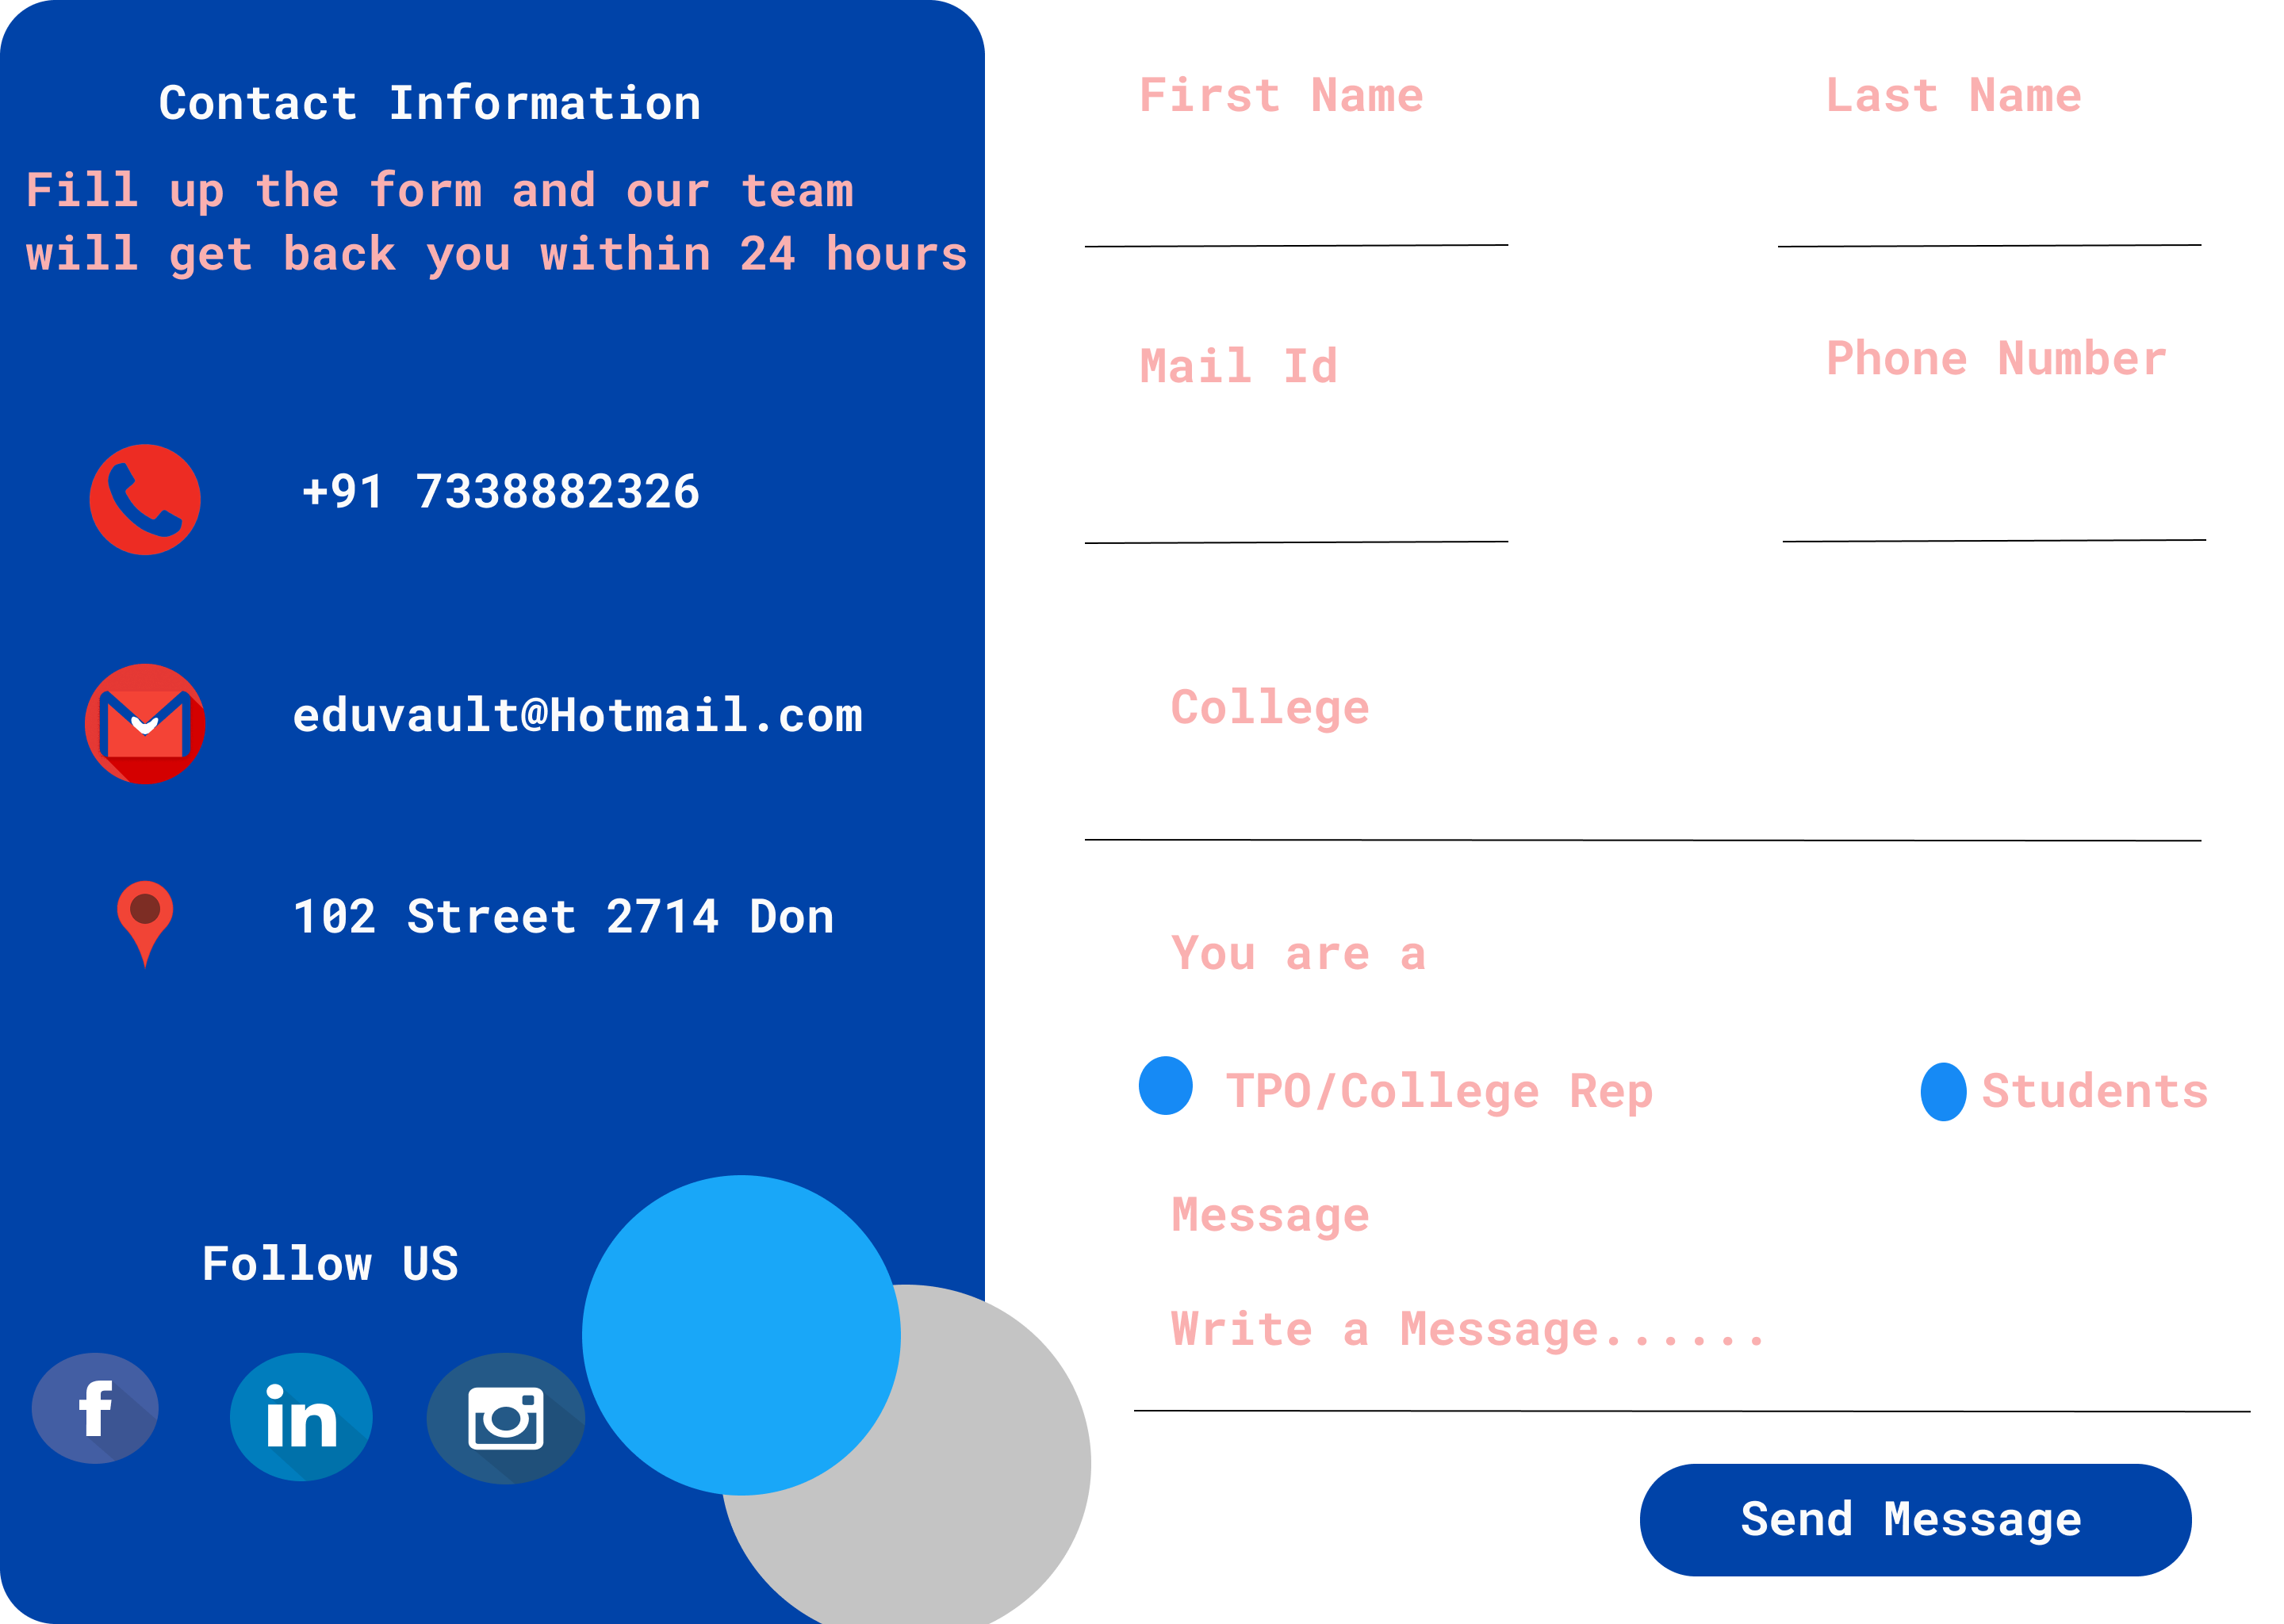 Contact Information
Fill up the form and our team
will get back you within 24 hours
+91 7338882326
eduvault@Hotmail.com
102 Street 2714 Don
Follow US
f
in
First Name
Last Name
Mail Id
Phone Number
College
You are a
TPO/College Rep
Students
Message
Write a Message......
Send Message